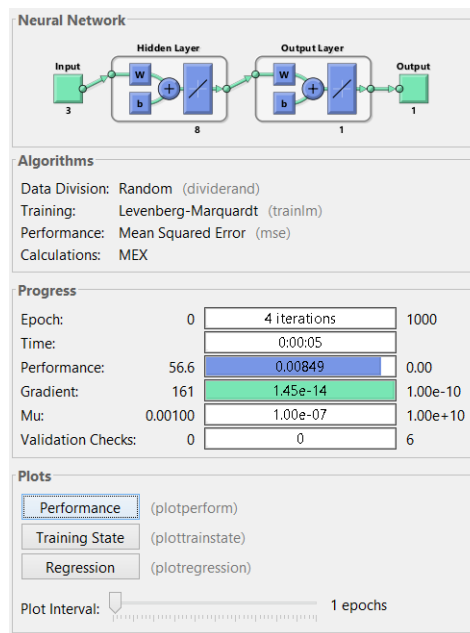 Neural Network
Hidden Layer Output Layer
Input Output
W W
b b
3 8 1 1
Algorithms
Data Division: Random (dividerand)
Training: Levenberg-Marquardt (trainlm)
Performance: Mean Squared Error (mse)
Calculations: MEX
Progress
Epoch: 0 4 iterations 1000
Time: 0:00:05
Performance: 56.6 0.00849 0.00
Gradient: 161 1.45e-14 1.00e-10
Mu: 0.00100 1.00e-07 1.00e+10
Validation Checks: 0 0 6
Plots
Performance (plotperform)
Training State (plottrainstate)
Regression (plotregression)
Plot Interval: 1 epochs